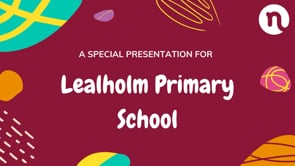 A SPECIAL PRESENTATION FOR
Lealholm Primary
School
n